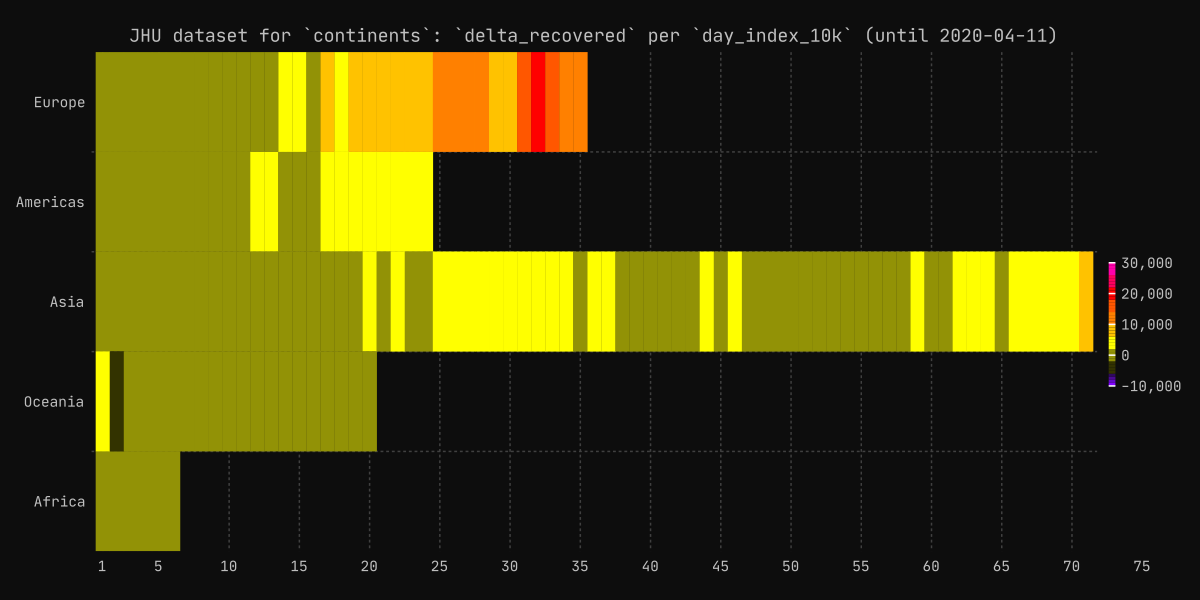 JHU dataset for `continents`: `delta_recovered` per `day_index_10k` (until 2020-04-11)
Europe
Americas
Asia
Oceania
Africa
30,000
20,000
10,000
0
-10,000
1 5 10 15 20 25 30 35 40 45 50 55 60 65 70 75